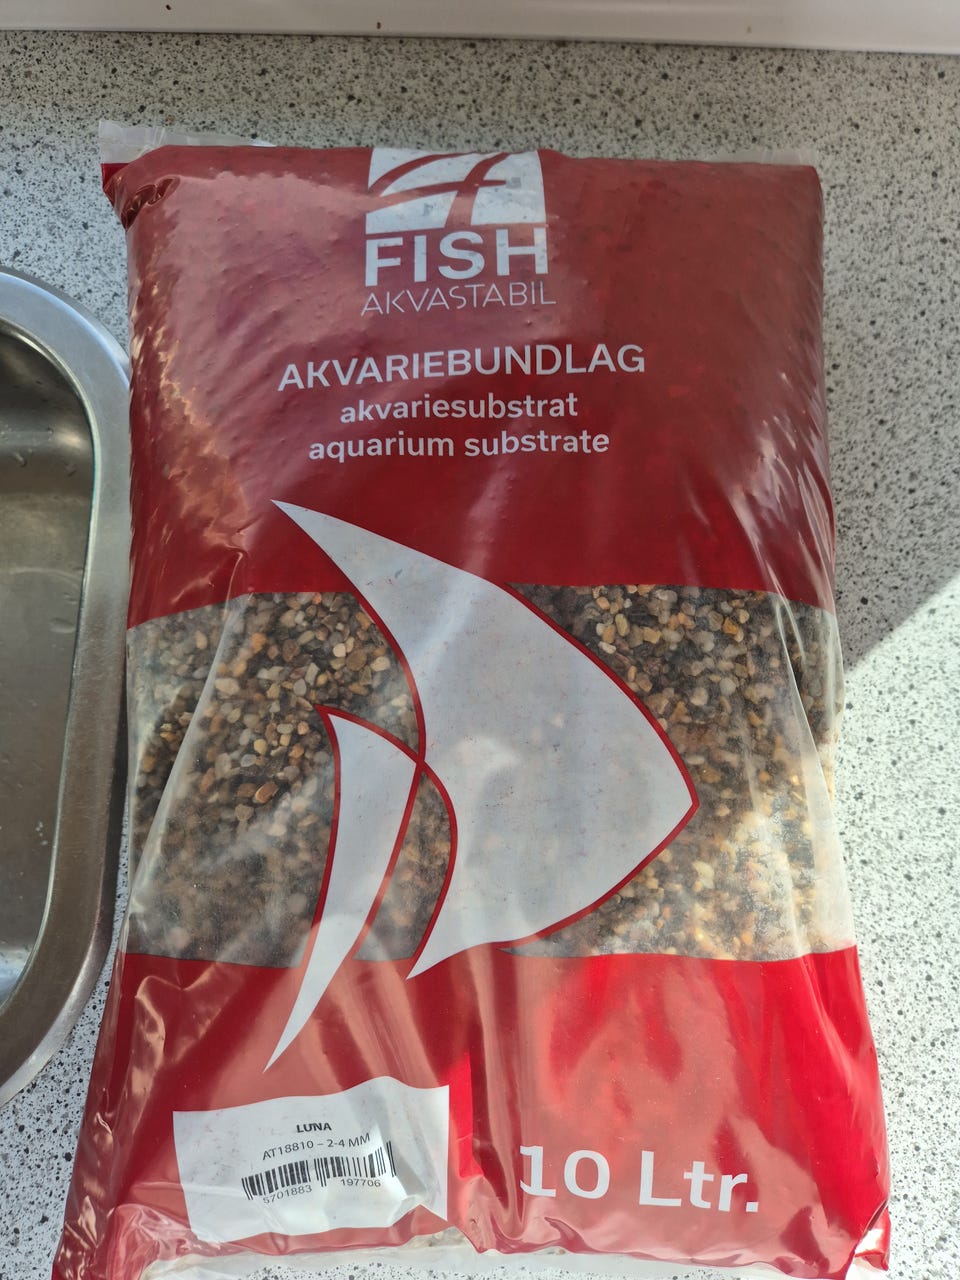 FISH
AKVASTABIL
AKVARIEBUNDLAG
akvariesubstrat
aquarium substrate
LUNA
AT18810 – 2-4 MM
5701883 197706
10 Ltr.